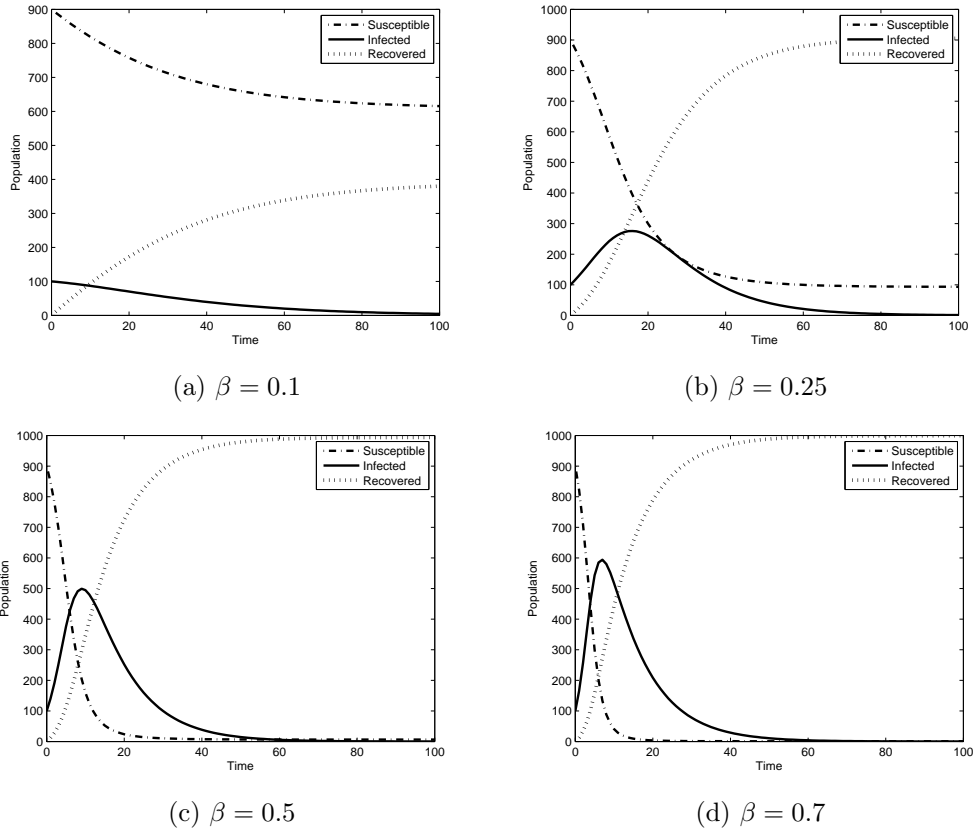 900
800
700
600
500
400
300
200
100
0
Population
0 20 40 60 80 100
Time
Susceptible
Infected
Recovered
(a) β = 0.1
1000
900
800
700
600
500
400
300
200
100
0
Population
0 20 40 60 80 100
Time
Susceptible
Infected
Recovered
(b) β = 0.25
1000
900
800
700
600
500
400
300
200
100
0
Population
0 20 40 60 80 100
Time
Susceptible
Infected
Recovered
(c) β = 0.5
1000
900
800
700
600
500
400
300
200
100
0
Population
0 20 40 60 80 100
Time
Susceptible
Infected
Recovered
(d) β = 0.7